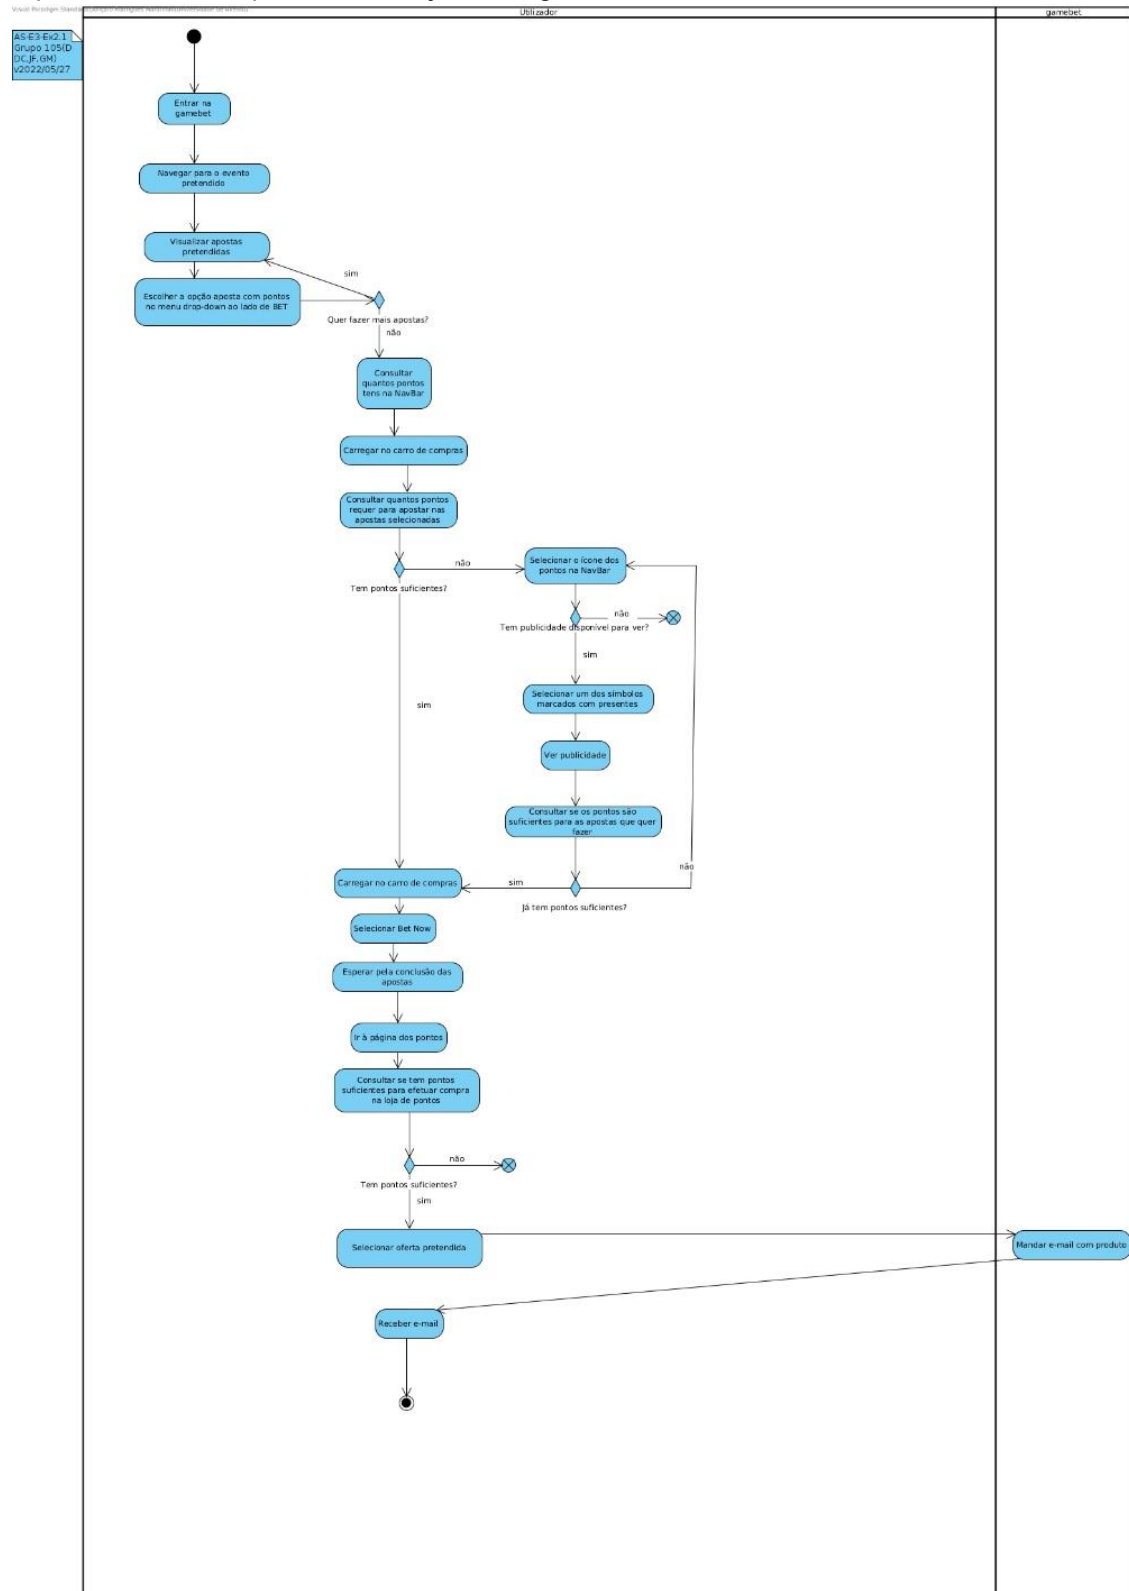 Utilizador
gamebet
AS-E3-Ex2.1
Grupo 105(D
DC,JF,GM)
v2022/05/27
Entrar na
gamebet
Navegar para o evento
pretendido
Visualizar apostas
pretendidas
sim
Escolher a opção aposta com pontos
no menu drop-down ao lado de BET
Quer fazer mais apostas?
não
Consultar
quantos pontos
tens na NavBar
Carregar no carro de compras
Consultar quantos pontos
requer para apostar nas
apostas selecionadas
não
Selecionar o ícone dos
pontos na NavBar
Tem pontos suficientes?
não
Tem publicidade disponível para ver?
sim
Selecionar um dos símbolos
marcados com presentes
sim
Ver publicidade
Consultar se os pontos são
suficientes para as apostas que quer
fazer
não
Carregar no carro de compras
sim
Já tem pontos suficientes?
Selecionar Bet Now
Esperar pela conclusão das
apostas
Ir à página dos pontos
Consultar se tem pontos
suficientes para efetuar compra
na loja de pontos
não
Tem pontos suficientes?
sim
Selecionar oferta pretendida
Mandar e-mail com produto
Receber e-mail